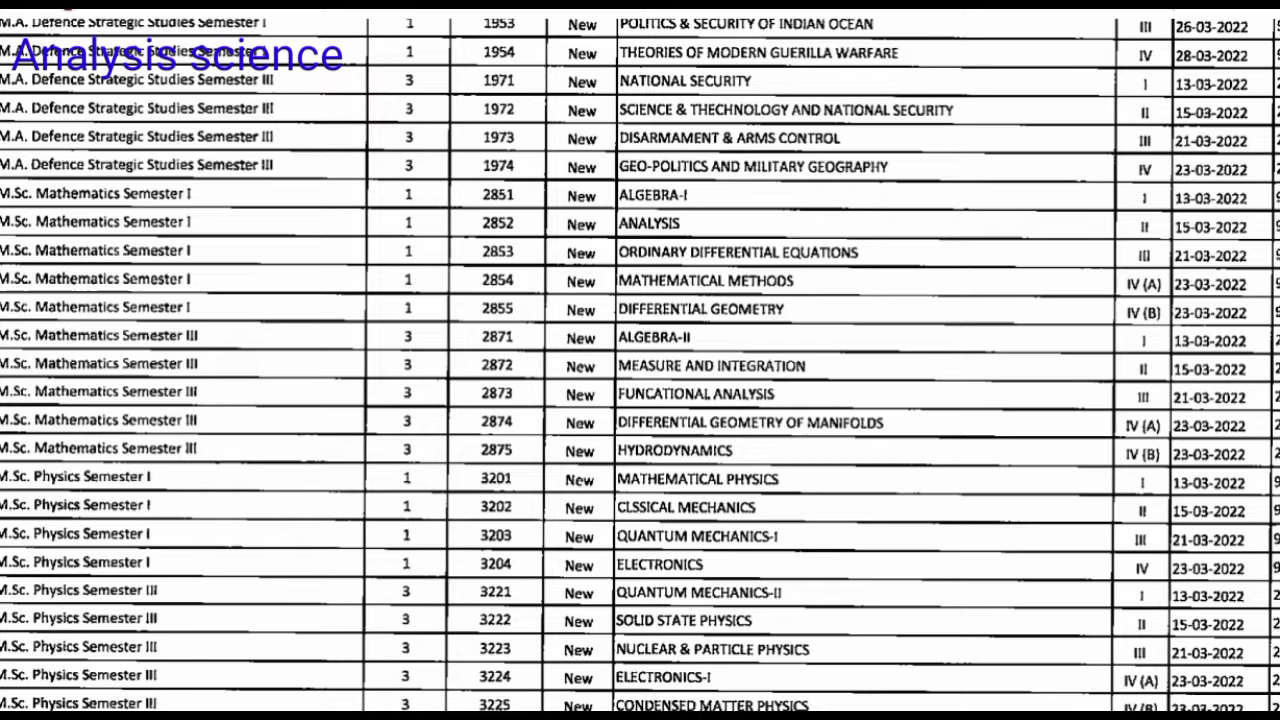 M.A. Defence Strategic Studies Semester I 1 1953 New POLITICS & SECURITY OF INDIAN OCEAN III 26-03-2022
Analysis science
M.A. Defence Strategic Studies Semester 1 1954 New THEORIES OF MODERN GUERILLA WARFARE IV 28-03-2022
M.A. Defence Strategic Studies Semester III 3 1971 New NATIONAL SECURITY I 13-03-2022
M.A. Defence Strategic Studies Semester III 3 1972 New SCIENCE & THECHNOLOGY AND NATIONAL SECURITY II 15-03-2022
M.A. Defence Strategic Studies Semester III 3 1973 New DISARMAMENT & ARMS CONTROL III 21-03-2022
M.A. Defence Strategic Studies Semester III 3 1974 New GEO-POLITICS AND MILITARY GEOGRAPHY IV 23-03-2022
M.Sc. Mathematics Semester I 1 2851 New ALGEBRA-I I 13-03-2022
M.Sc. Mathematics Semester I 1 2852 New ANALYSIS II 15-03-2022
M.Sc. Mathematics Semester I 1 2853 New ORDINARY DIFFERENTIAL EQUATIONS III 21-03-2022
M.Sc. Mathematics Semester I 1 2854 New MATHEMATICAL METHODS IV (A) 23-03-2022
M.Sc. Mathematics Semester I 1 2855 New DIFFERENTIAL GEOMETRY IV (B) 23-03-2022
M.Sc. Mathematics Semester III 3 2871 New ALGEBRA-II I 13-03-2022
M.Sc. Mathematics Semester III 3 2872 New MEASURE AND INTEGRATION II 15-03-2022
M.Sc. Mathematics Semester III 3 2873 New FUNCATIONAL ANALYSIS III 21-03-2022
M.Sc. Mathematics Semester III 3 2874 New DIFFERENTIAL GEOMETRY OF MANIFOLDS IV (A) 23-03-2022
M.Sc. Mathematics Semester III 3 2875 New HYDRODYNAMICS IV (B) 23-03-2022
M.Sc. Physics Semester I 1 3201 New MATHEMATICAL PHYSICS I 13-03-2022
M.Sc. Physics Semester I 1 3202 New CLSSICAL MECHANICS II 15-03-2022
M.Sc. Physics Semester I 1 3203 New QUANTUM MECHANICS-I III 21-03-2022
M.Sc. Physics Semester I 1 3204 New ELECTRONICS IV 23-03-2022
M.Sc. Physics Semester III 3 3221 New QUANTUM MECHANICS-II I 13-03-2022
M.Sc. Physics Semester III 3 3222 New SOLID STATE PHYSICS II 15-03-2022
M.Sc. Physics Semester III 3 3223 New NUCLEAR & PARTICLE PHYSICS III 21-03-2022
M.Sc. Physics Semester III 3 3224 New ELECTRONICS-I IV (A) 23-03-2022
M.Sc. Physics Semester III 3 3225 New CONDENSED MATTER PHYSICS IV (B) 23-03-2022